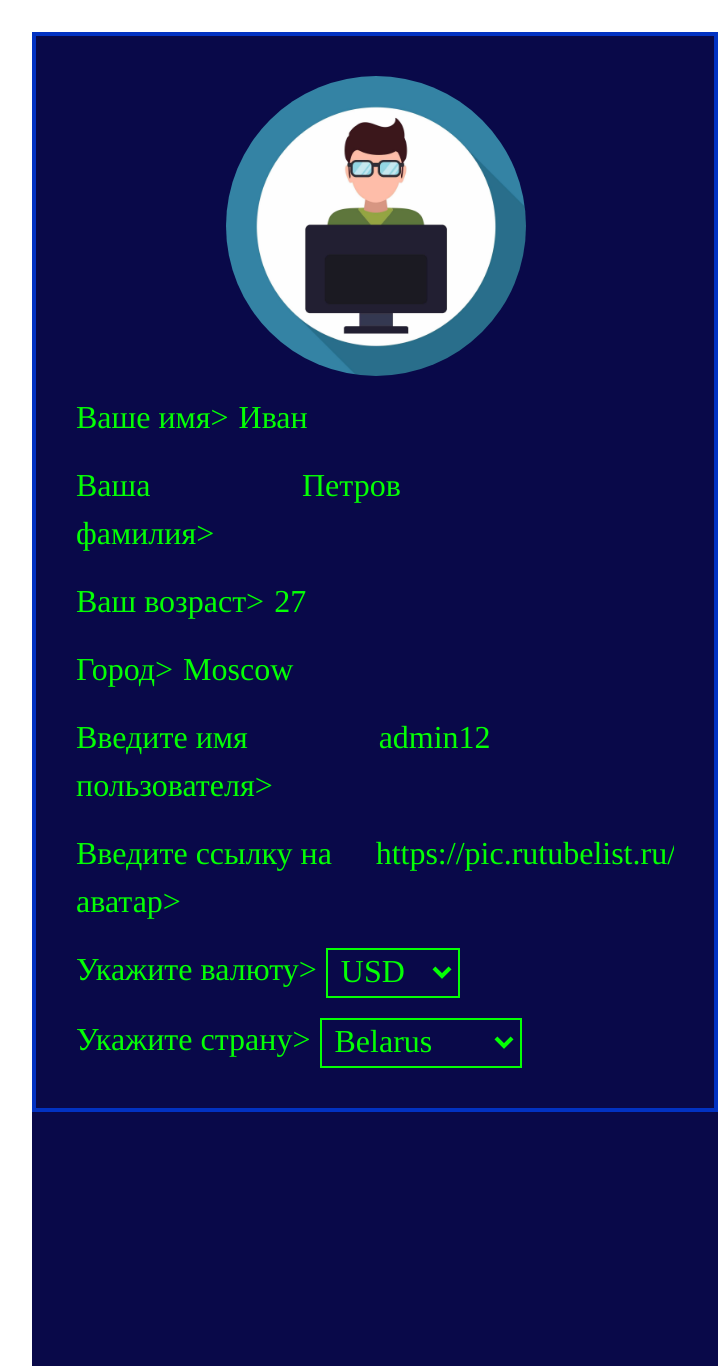 Ваше имя> Иван
Ваша Петров
фамилия>
Ваш возраст> 27
Город> Moscow
Введите имя admin12
пользователя>
Введите ссылку на https://pic.rutubelist.ru/
аватар>
Укажите валюту> USD
Укажите страну> Belarus